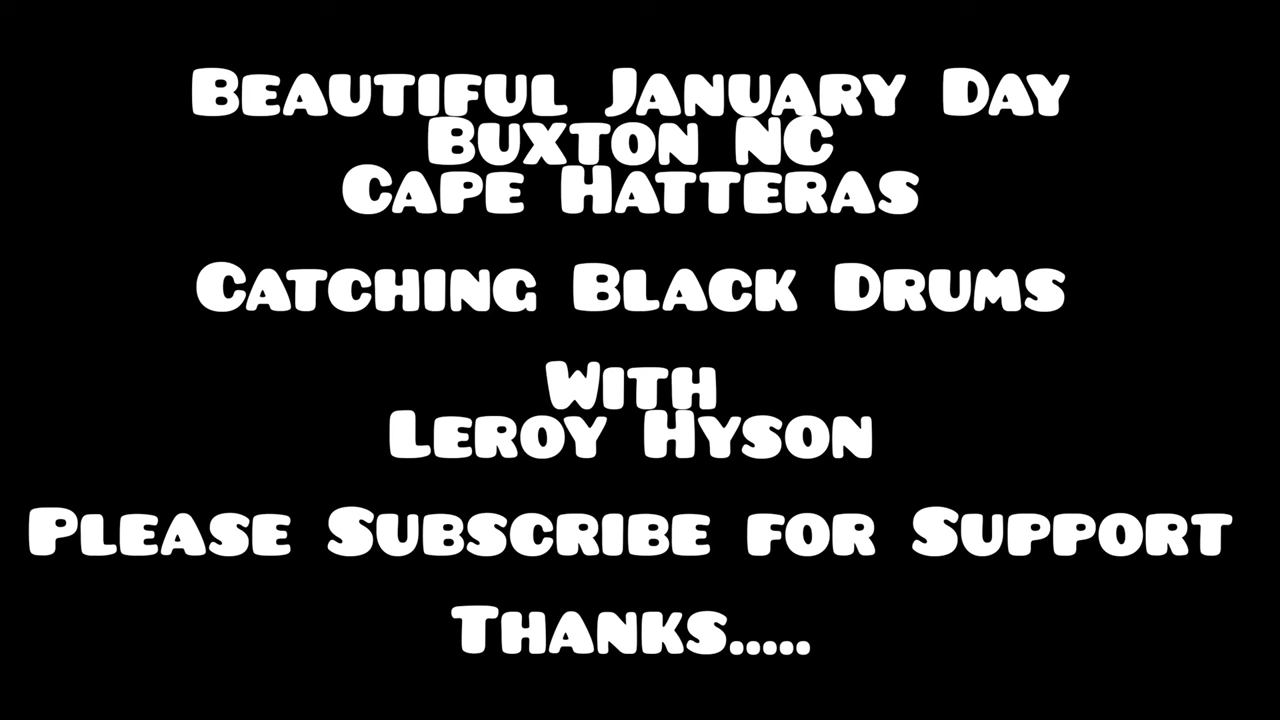 Beautiful January Day
Buxton NC
Cape Hatteras
Catching Black Drums
With
Leroy Hyson
Please Subscribe for Support
Thanks.....